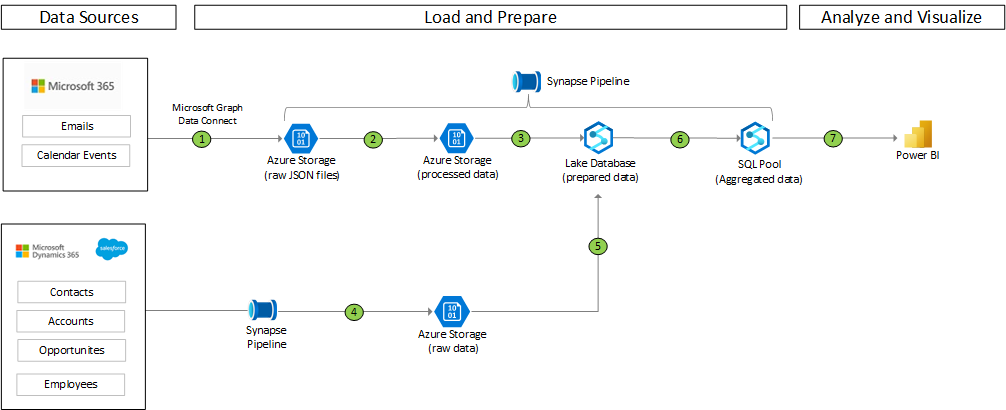 Data Sources
Load and Prepare
Analyze and Visualize
Microsoft 365
Emails
Calendar Events
Microsoft Graph
Data Connect
1
Synapse Pipeline
10
01
Azure Storage
(raw JSON files)
2
10
01
Azure Storage
(processed data)
3
Lake Database
(prepared data)
6
SQL Pool
(Aggregated data)
7
Power BI
Microsoft
Dynamics 365
salesforce
Contacts
Accounts
Opportunites
Employees
Synapse
Pipeline
4
10
01
Azure Storage
(raw data)
5